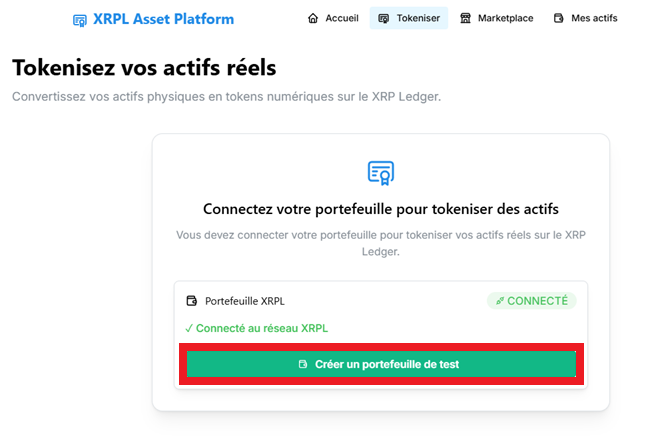 XRPL Asset Platform
Accueil
Tokeniser
Marketplace
Mes actifs
Tokenisez vos actifs réels
Convertissez vos actifs physiques en tokens numériques sur le XRP Ledger.
Connectez votre portefeuille pour tokeniser des actifs
Vous devez connecter votre portefeuille pour tokeniser vos actifs réels sur le XRP
Ledger.
Portefeuille XRPL
CONNECTÉ
✓ Connecté au réseau XRPL
Créer un portefeuille de test